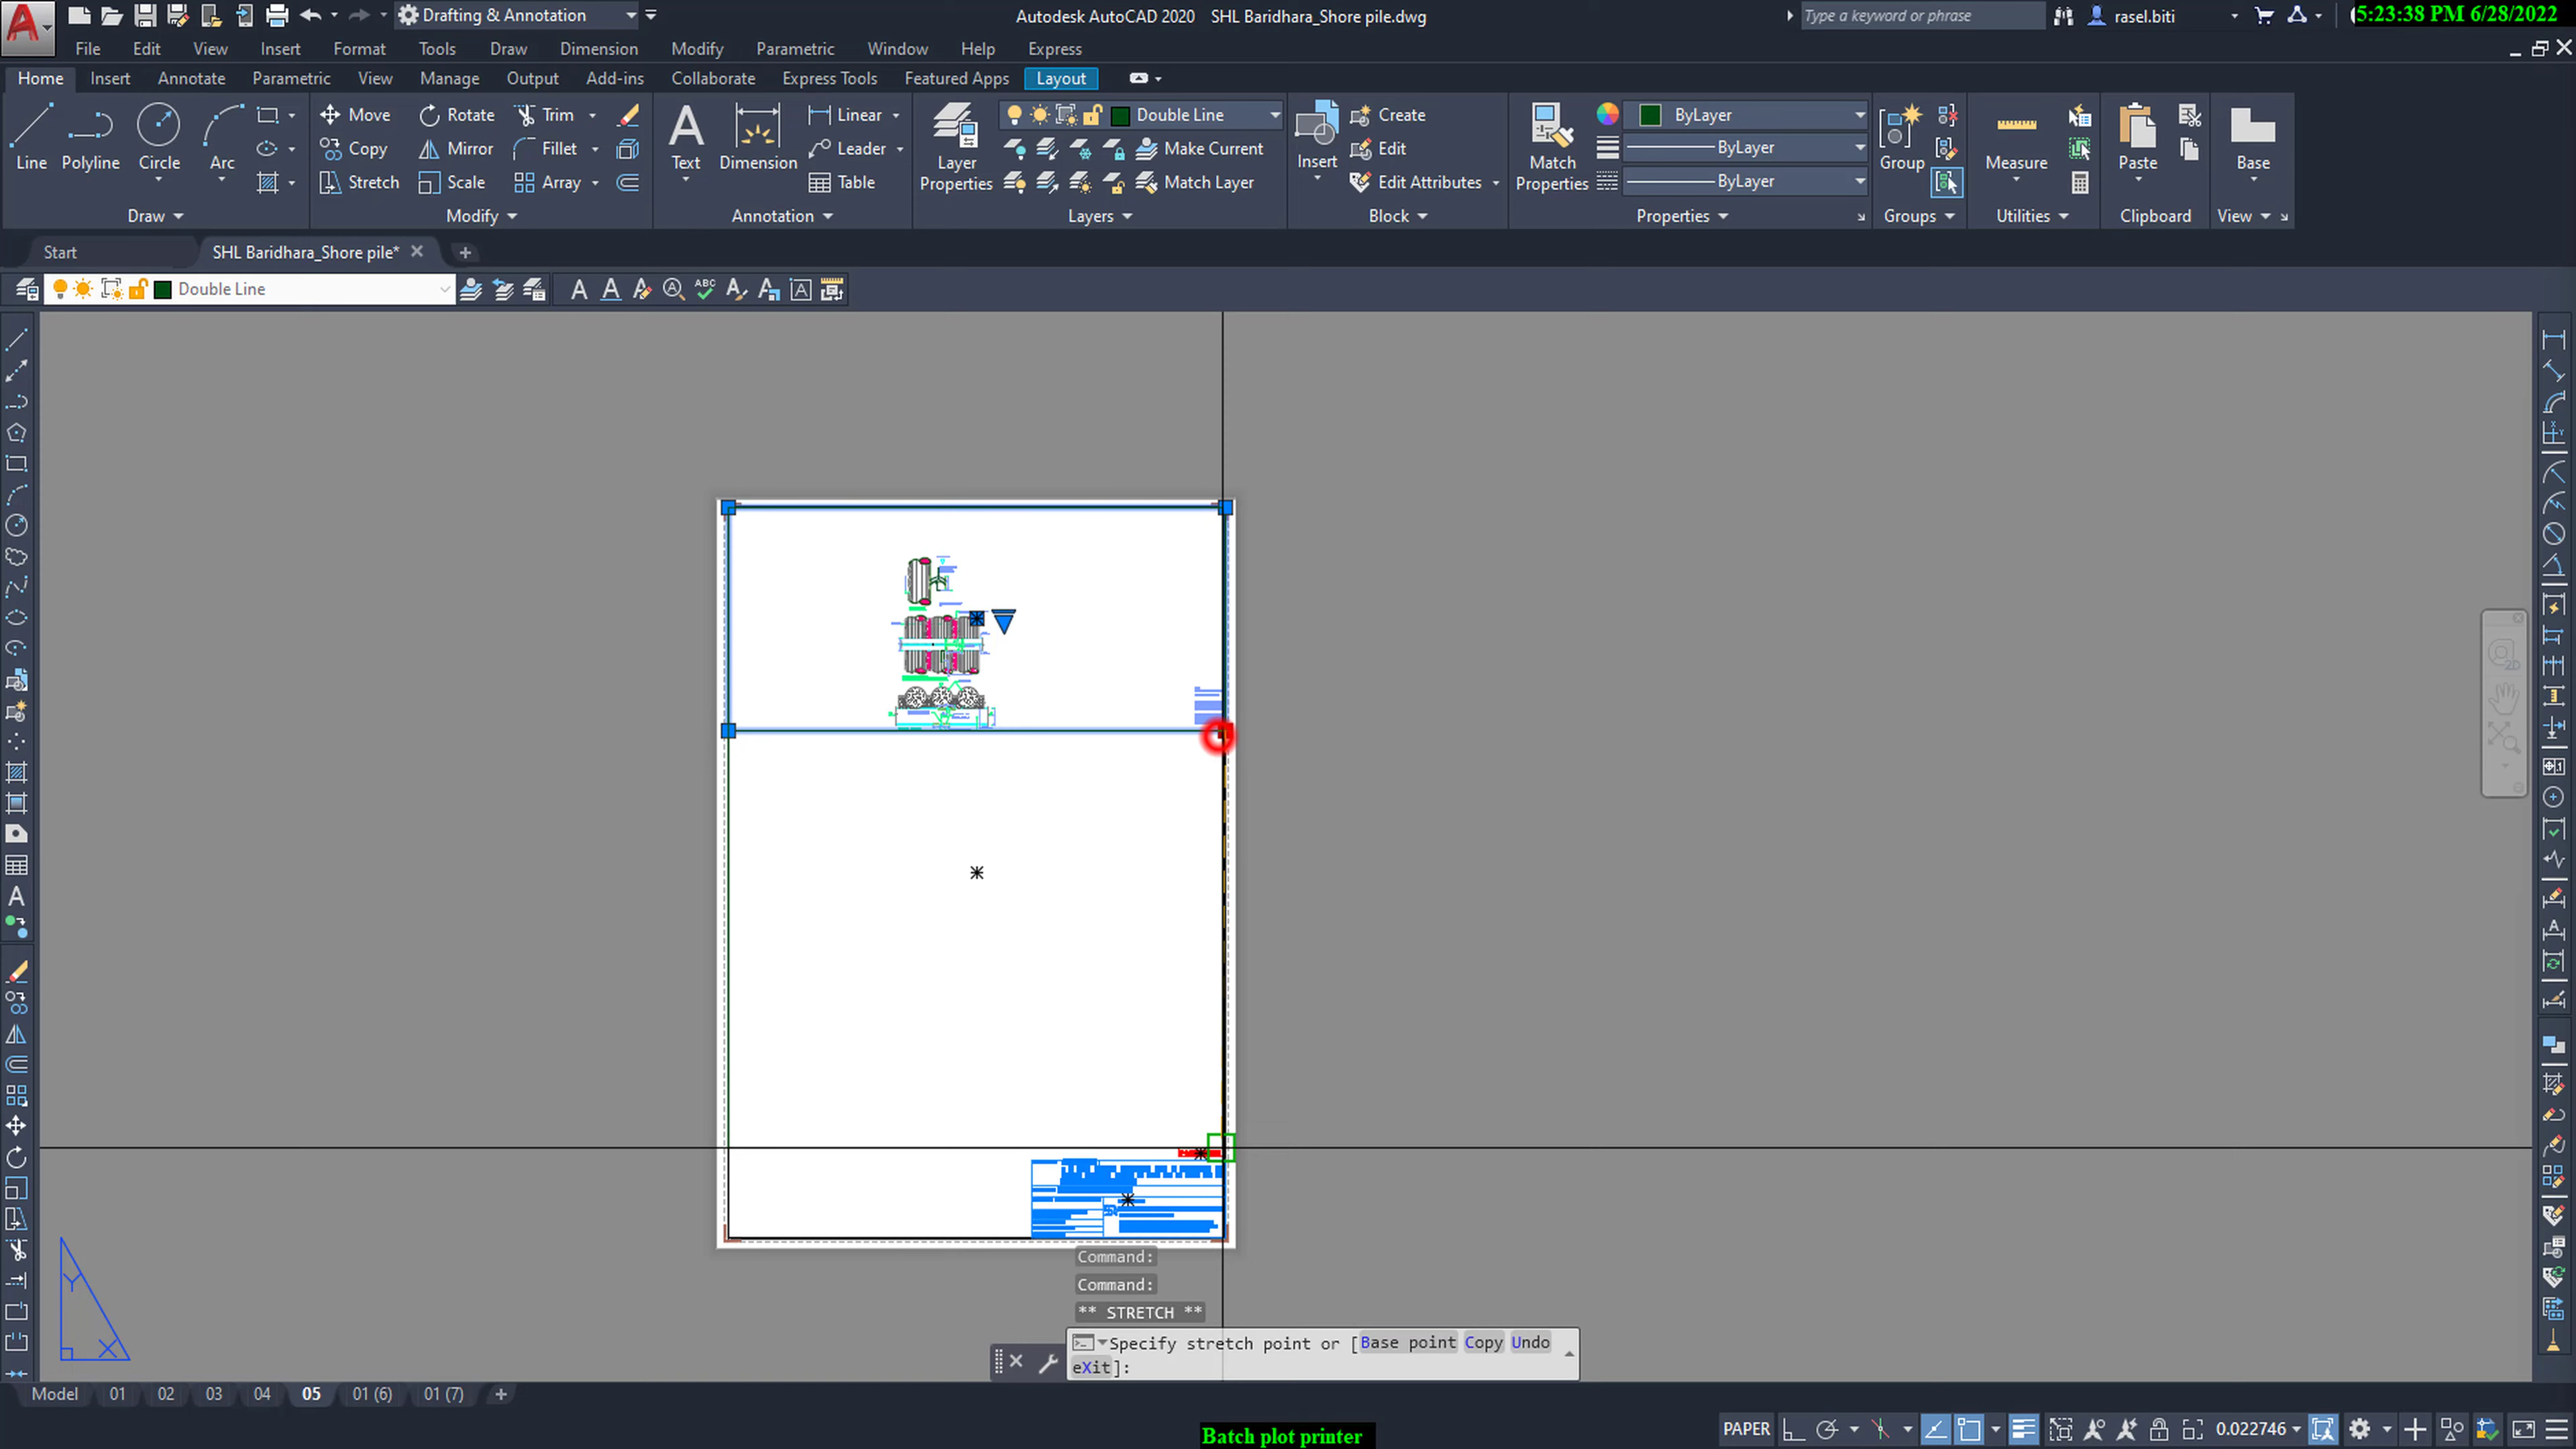 Drafting & Annotation
Autodesk AutoCAD 2020 SHL Baridhara_Shore pile.dwg
Type a keyword or phrase
rasel.biti
5:23:38 PM 6/28/2022
File Edit View Insert Format Tools Draw Dimension Modify Parametric Window Help Express
Home Insert Annotate Parametric View Manage Output Add-ins Collaborate Express Tools Featured Apps Layout
Line Polyline Circle Arc
Move Rotate Trim
Copy Mirror Fillet
Stretch Scale Array
Text Dimension
Linear
Leader
Table
Layer Properties
Double Line
Make Current
Match Layer
Insert
Create
Edit
Edit Attributes
Match Properties
ByLayer
ByLayer
ByLayer
Group Measure Paste Base
Draw Modify Annotation Layers Block Properties Groups Utilities Clipboard View
Start SHL Baridhara_Shore pile*
Double Line
Command:
Command:
** STRETCH **
Specify stretch point or [Base point Copy Undo
eXit]:
Y
X
Model 01 02 03 04 05 01 (6) 01 (7)
PAPER 0.022746
Batch plot printer